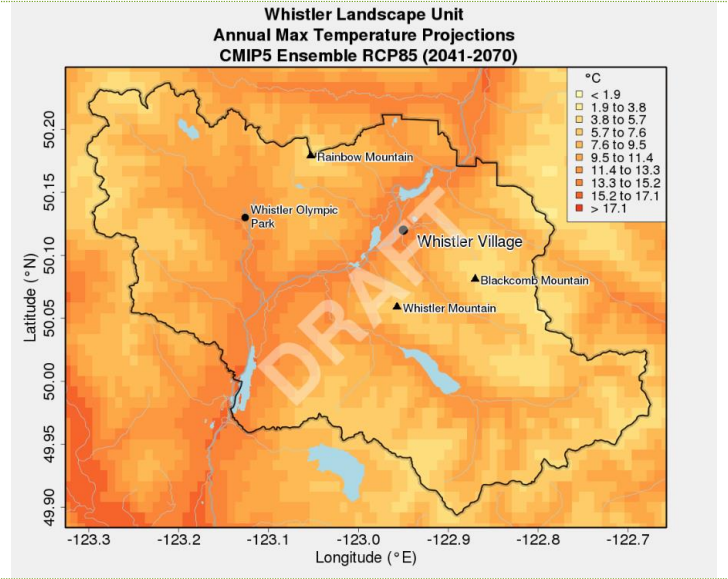 Whistler Landscape Unit
Annual Max Temperature Projections
CMIP5 Ensemble RCP85 (2041-2070)
°C
< 1.9
1.9 to 3.8
3.8 to 5.7
5.7 to 7.6
7.6 to 9.5
9.5 to 11.4
11.4 to 13.3
13.3 to 15.2
15.2 to 17.1
> 17.1
Rainbow Mountain
Whistler Olympic
Park
Whistler Village
Blackcomb Mountain
Whistler Mountain
DRAFT
Latitude (°N)
50.20
50.15
50.10
50.05
50.00
49.95
49.90
-123.3 -123.2 -123.1 -123.0 -122.9 -122.8 -122.7
Longitude (°E)